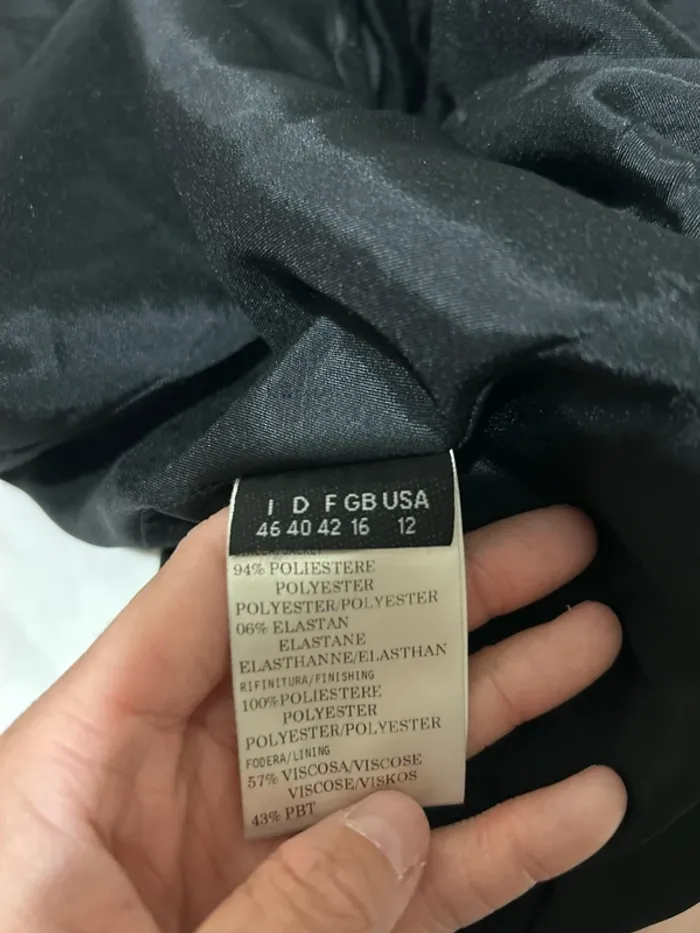 I D F GB USA
46 40 42 16 12
94% POLIESTERE
POLYESTER
POLYESTER/POLYESTER
06% ELASTAN
ELASTANE
ELASTHANNE/ELASTHAN
RIFINITURA/FINISHING
100%POLIESTERE
POLYESTER
POLYESTER/POLYESTER
FODERA/LINING
57% VISCOSA/VISCOSE
VISCOSE/VISKOS
43% PBT